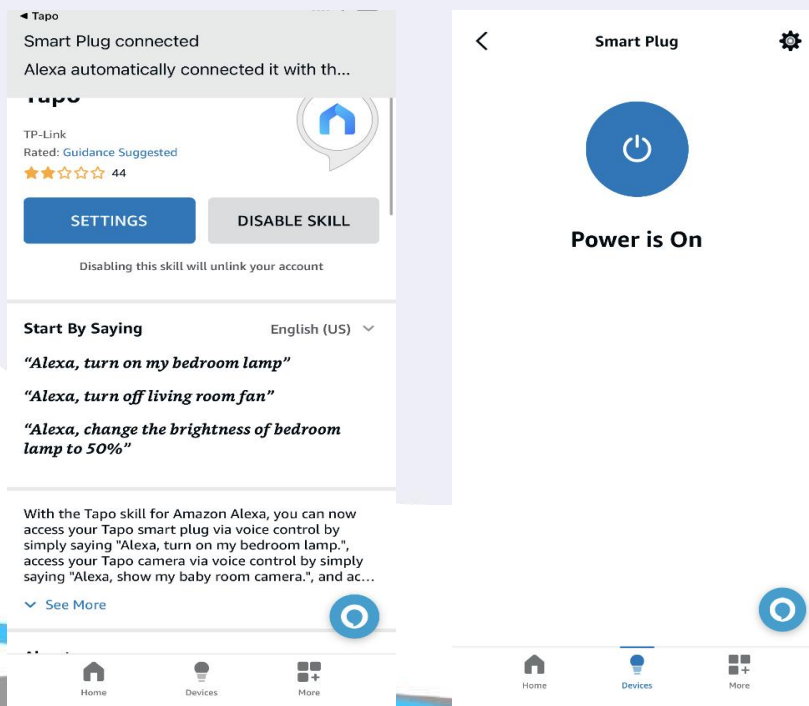 Tapo
Smart Plug connected
Alexa automatically connected it with th...
Tapo
TP-Link
Rated: Guidance Suggested
44
SETTINGS
DISABLE SKILL
Disabling this skill will unlink your account
Start By Saying
English (US)
“Alexa, turn on my bedroom lamp”
“Alexa, turn off living room fan”
“Alexa, change the brightness of bedroom
lamp to 50%”
With the Tapo skill for Amazon Alexa, you can now
access your Tapo smart plug via voice control by
simply saying "Alexa, turn on my bedroom lamp.",
access your Tapo camera via voice control by simply
saying "Alexa, show my baby room camera.", and ac...
See More
Home
Devices
More
Smart Plug
Power is On
Home
Devices
More